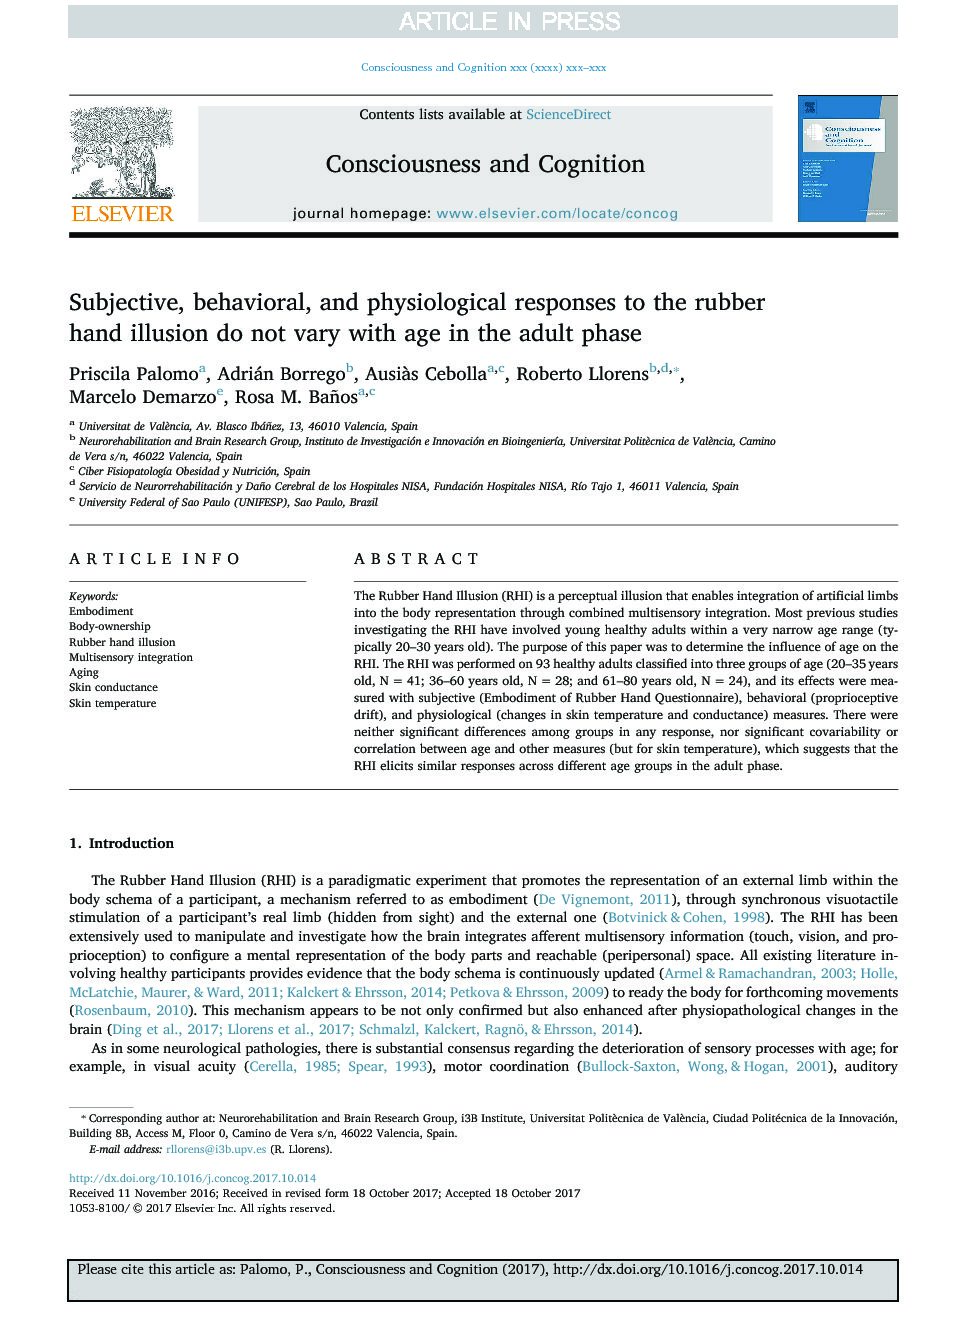 ARTICLE IN PRESS
Consciousness and Cognition xxx (xxxx) xxx–xxx
Contents lists available at ScienceDirect
Consciousness and Cognition
journal homepage: www.elsevier.com/locate/concog
ELSEVIER
Consciousness
and
Cognition
Subjective, behavioral, and physiological responses to the rubber
hand illusion do not vary with age in the adult phase
Priscila Palomoa, Adrián Borregob, Ausiàs Cebollaa,c, Roberto Llorensb,d,*,
Marcelo Demarzoe, Rosa M. Bañosa,c
a Universitat de València, Av. Blasco Ibáñez, 13, 46010 Valencia, Spain
b Neurorehabilitation and Brain Research Group, Instituto de Investigación e Innovación en Bioingeniería, Universitat Politècnica de València, Camino
de Vera s/n, 46022 Valencia, Spain
c Ciber Fisiopatología Obesidad y Nutrición, Spain
d Servicio de Neurorrehabilitación y Daño Cerebral de los Hospitales NISA, Fundación Hospitales NISA, Río Tajo 1, 46011 Valencia, Spain
e University Federal of Sao Paulo (UNIFESP), Sao Paulo, Brazil
ARTICLE INFO
Keywords:
Embodiment
Body-ownership
Rubber hand illusion
Multisensory integration
Aging
Skin conductance
Skin temperature
ABSTRACT
The Rubber Hand Illusion (RHI) is a perceptual illusion that enables integration of artificial limbs
into the body representation through combined multisensory integration. Most previous studies
investigating the RHI have involved young healthy adults within a very narrow age range (ty-
pically 20–30 years old). The purpose of this paper was to determine the influence of age on the
RHI. The RHI was performed on 93 healthy adults classified into three groups of age (20–35 years
old, N = 41; 36–60 years old, N = 28; and 61–80 years old, N = 24), and its effects were mea-
sured with subjective (Embodiment of Rubber Hand Questionnaire), behavioral (proprioceptive
drift), and physiological (changes in skin temperature and conductance) measures. There were
neither significant differences among groups in any response, nor significant covariability or
correlation between age and other measures (but for skin temperature), which suggests that the
RHI elicits similar responses across different age groups in the adult phase.
1. Introduction
The Rubber Hand Illusion (RHI) is a paradigmatic experiment that promotes the representation of an external limb within the
body schema of a participant, a mechanism referred to as embodiment (De Vignemont, 2011), through synchronous visuotactile
stimulation of a participant's real limb (hidden from sight) and the external one (Botvinick & Cohen, 1998). The RHI has been
extensively used to manipulate and investigate how the brain integrates afferent multisensory information (touch, vision, and pro-
prioception) to configure a mental representation of the body parts and reachable (peripersonal) space. All existing literature in-
volving healthy participants provides evidence that the body schema is continuously updated (Armel & Ramachandran, 2003; Holle,
McLatchie, Maurer, & Ward, 2011; Kalckert & Ehrsson, 2014; Petkova & Ehrsson, 2009) to ready the body for forthcoming movements
(Rosenbaum, 2010). This mechanism appears to be not only confirmed but also enhanced after physiopathological changes in the
brain (Ding et al., 2017; Llorens et al., 2017; Schmalzl, Kalckert, Ragnö, & Ehrsson, 2014).
As in some neurological pathologies, there is substantial consensus regarding the deterioration of sensory processes with age; for
example, in visual acuity (Cerella, 1985; Spear, 1993), motor coordination (Bullock-Saxton, Wong, & Hogan, 2001), auditory
* Corresponding author at: Neurorehabilitation and Brain Research Group, i3B Institute, Universitat Politècnica de València, Ciudad Politécnica de la Innovación,
Building 8B, Access M, Floor 0, Camino de Vera s/n, 46022 Valencia, Spain.
E-mail address: rllorens@i3b.upv.es (R. Llorens).
http://dx.doi.org/10.1016/j.concog.2017.10.014
Received 11 November 2016; Received in revised form 18 October 2017; Accepted 18 October 2017
1053-8100/ © 2017 Elsevier Inc. All rights reserved.
Please cite this article as: Palomo, P., Consciousness and Cognition (2017), http://dx.doi.org/10.1016/j.concog.2017.10.014